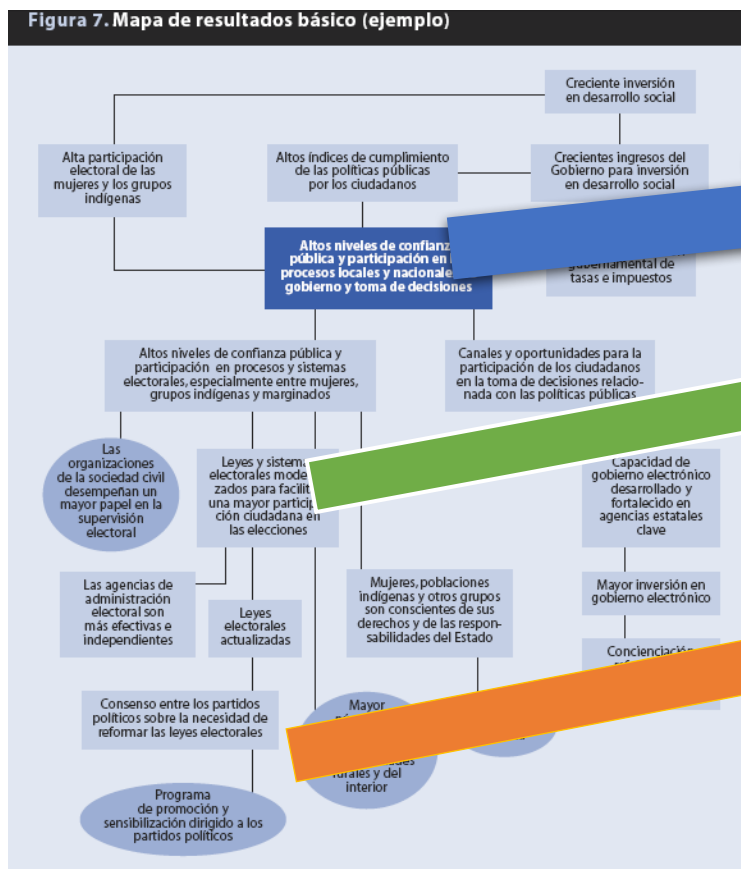 Figura 7. Mapa de resultados básico (ejemplo)
Creciente inversión
en desarrollo social
Alta participación
electoral de las
mujeres y los grupos
indígenas
Altos índices de cumplimiento
de las políticas públicas
por los ciudadanos
Crecientes ingresos del
Gobierno para inversión
en desarrollo social
Altos niveles de confianz
pública y participación en
procesos locales y nacionale
gobierno y toma de decisiones
gubernamental de
tasas e impuestos
Altos niveles de confianza pública y
participación en procesos y sistemas
electorales, especialmente entre mujeres,
grupos indígenas y marginados
Canales y oportunidades para la
participación de los ciudadanos
en la toma de decisiones relacio-
nada con las políticas públicas
Las
organizaciones
de la sociedad civil
desempeñan un
mayor papel en la
supervisión
electoral
Leyes y sistema
electorales mode
zados para facilit
una mayor particip
ción ciudadana en
las elecciones
Capacidad de
gobierno electrónico
desarrollado y
fortalecido en
agencias estatales
clave
Las agencias de
administración
electoral son
más efectivas e
independientes
Leyes
electorales
actualizadas
Mujeres, poblaciones
indígenas y otros grupos
son conscientes de sus
derechos y de las respon-
sabilidades del Estado
Mayor inversión en
gobierno electrónico
Concienciación
Consenso entre los partidos
políticos sobre la necesidad de
reformar las leyes electorales
Mayor
rurales y del
interior
Programa
de promoción y
sensibilización dirigido a los
partidos políticos